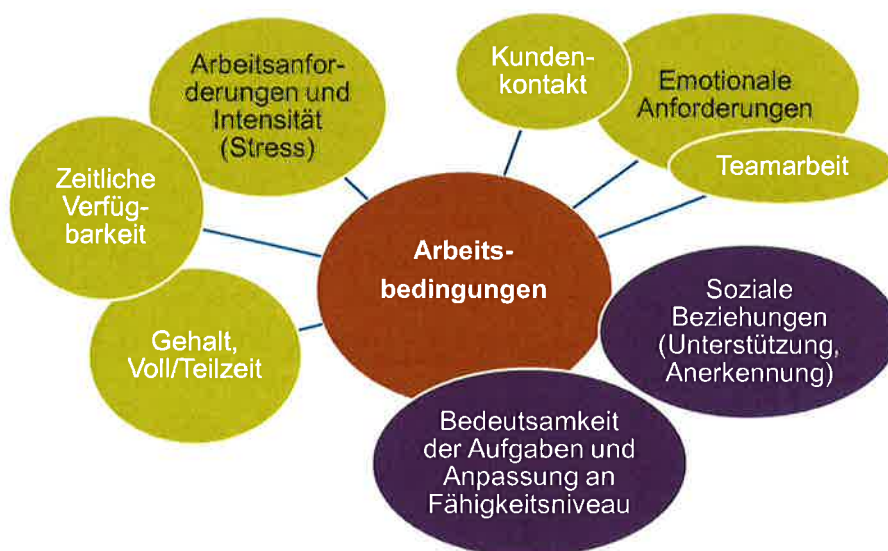 Arbeitsanfor-
derungen und
Intensität
(Stress)
Kunden-
kontakt
Emotionale
Anforderungen
Teamarbeit
Zeitliche
Verfüg-
barkeit
Arbeits-
bedingungen
Soziale
Beziehungen
(Unterstützung,
Anerkennung)
Gehalt,
Voll/Teilzeit
Bedeutsamkeit
der Aufgaben und
Anpassung an
Fähigkeitsniveau